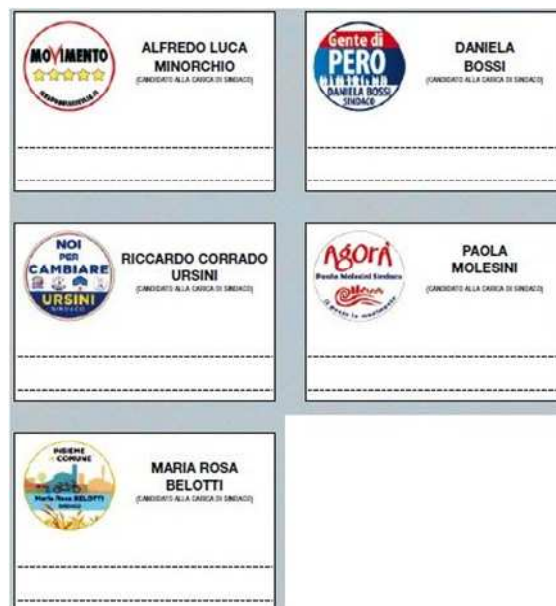 MOVIMENTO
ALFREDO LUCA
MINORCHIO
(CANDIDATO ALLA CARICA DI SINDACO)
Gente di
PERO
DANIELA BOSSI
SINDACO
DANIELA
BOSSI
(CANDIDATO ALLA CARICA DI SINDACO)
NOI
PER
CAMBIARE
URSINI
SINDACO
RICCARDO CORRADO
URSINI
(CANDIDATO ALLA CARICA DI SINDACO)
AGORÀ
Paola Molesini Sindaco
PAOLA
MOLESINI
(CANDIDATO ALLA CARICA DI SINDACO)
INSIEME
COMUNE
Maria Rosa BELOTTI
SINDACO
MARIA ROSA
BELOTTI
(CANDIDATO ALLA CARICA DI SINDACO)